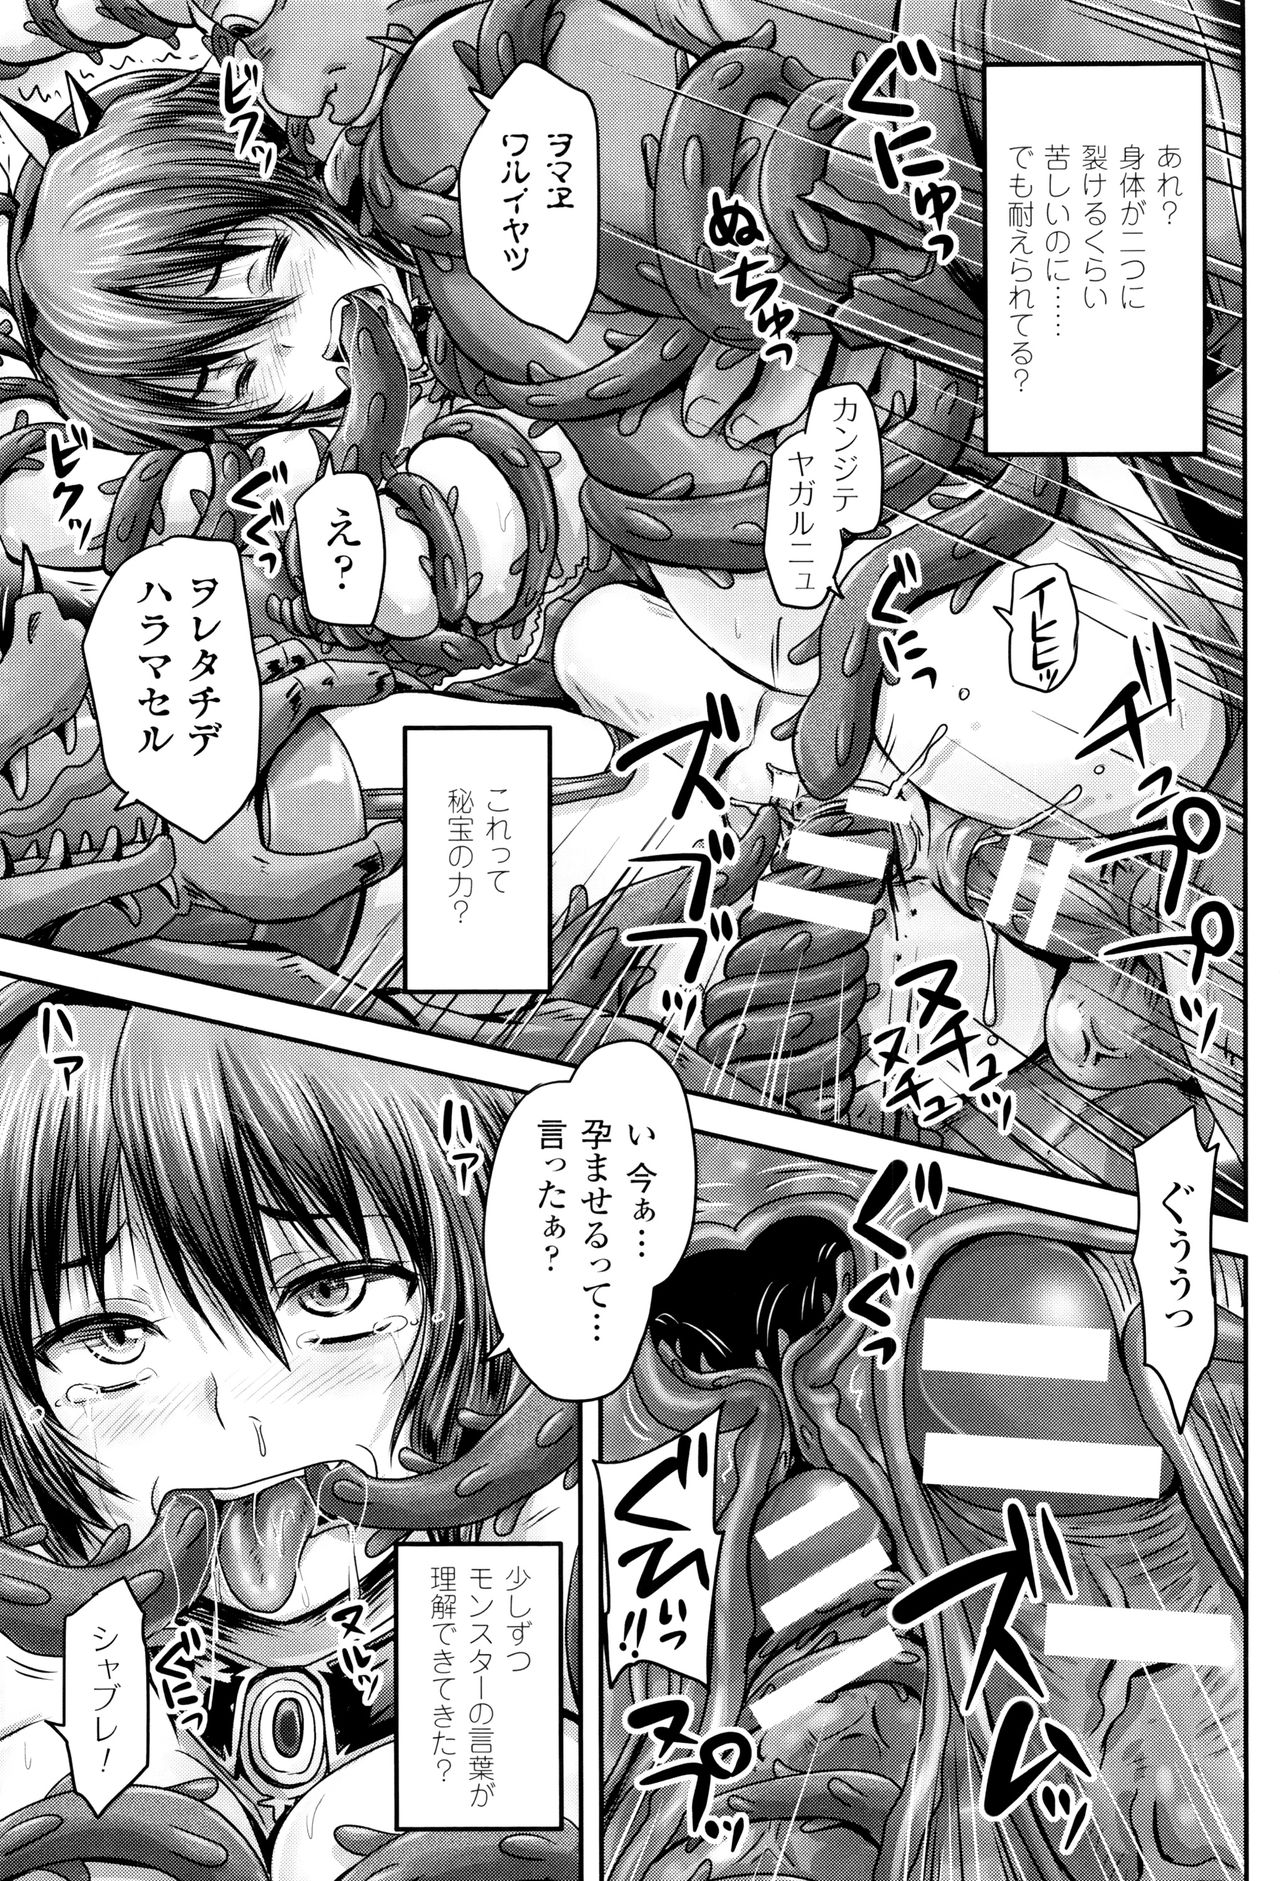 あれ?
身体が二つに
裂けるくらい
苦しいのに……
でも耐えられてる?
ぐにゅっ
ぬちゅっ
ヲマヱ
ワルイヤツ
ビクッ
カンジテ
ヤガルニュ
イヒヒッ
ぐにっ
え?
ぐぐっ
ビクッ
ヲレタチデ
ハラマセル
これって
秘宝の力?
ズブブブッ
ヌチュッ
ヌチュ
ぐううっ
ぐぐっ
ズムッ
ぐひぃっ!!
ヌプッ
い 今ぁ…
孕ませるって…
言ったぁ?
ハァ
ハァ
少しずつ
モンスターの言葉が
理解できてきた?
ヌルッ
ぐにっ
シャブレ!